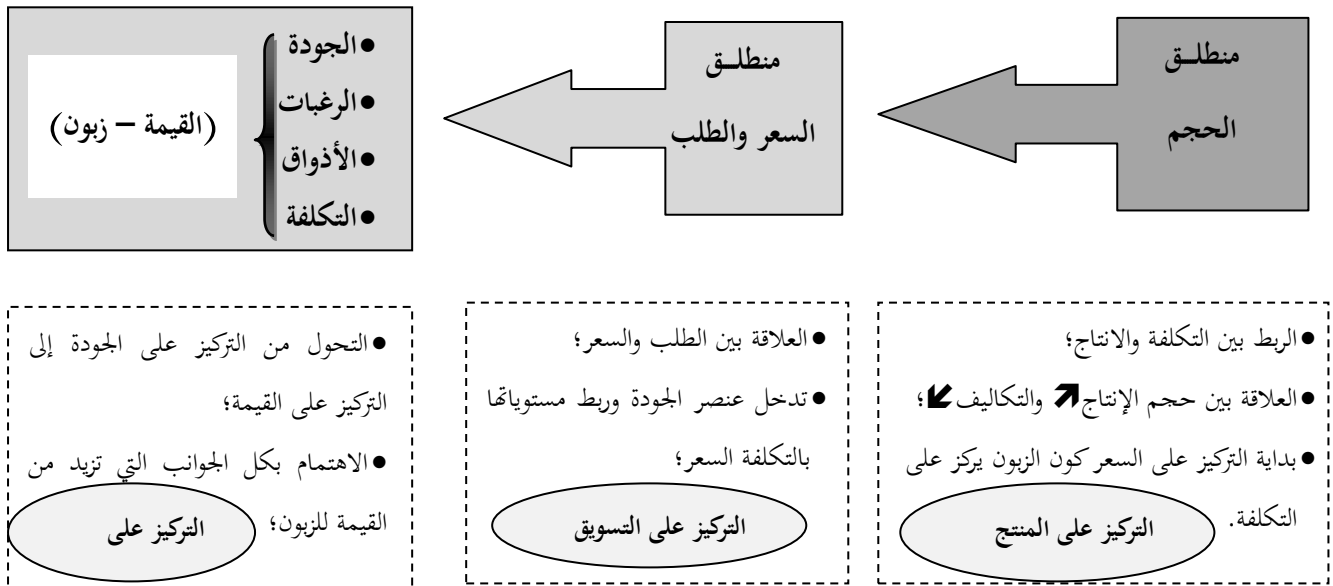 منطلــق
الحجم
منطلــق
السعر والطلب
●الجودة
●الرغبات
●الأذواق
●التكلفة
(القيمة – زبون)
●الربط بين التكلفة والانتاج؛
●العلاقة بين حجم الإنتاج🡽 والتكاليف🡿؛
●بداية التركيز على السعر كون الزبون يركز على
التكلفة.
التركيز على المنتج
●العلاقة بين الطلب والسعر؛
●تدخل عنصر الجودة وربط مستوياتها
بالتكلفة السعر؛
التركيز على التسويق
●التحول من التركيز على الجودة إلى
التركيز على القيمة؛
●الاهتمام بكل الجوانب التي تزيد من
القيمة للزبون؛
التركيز على